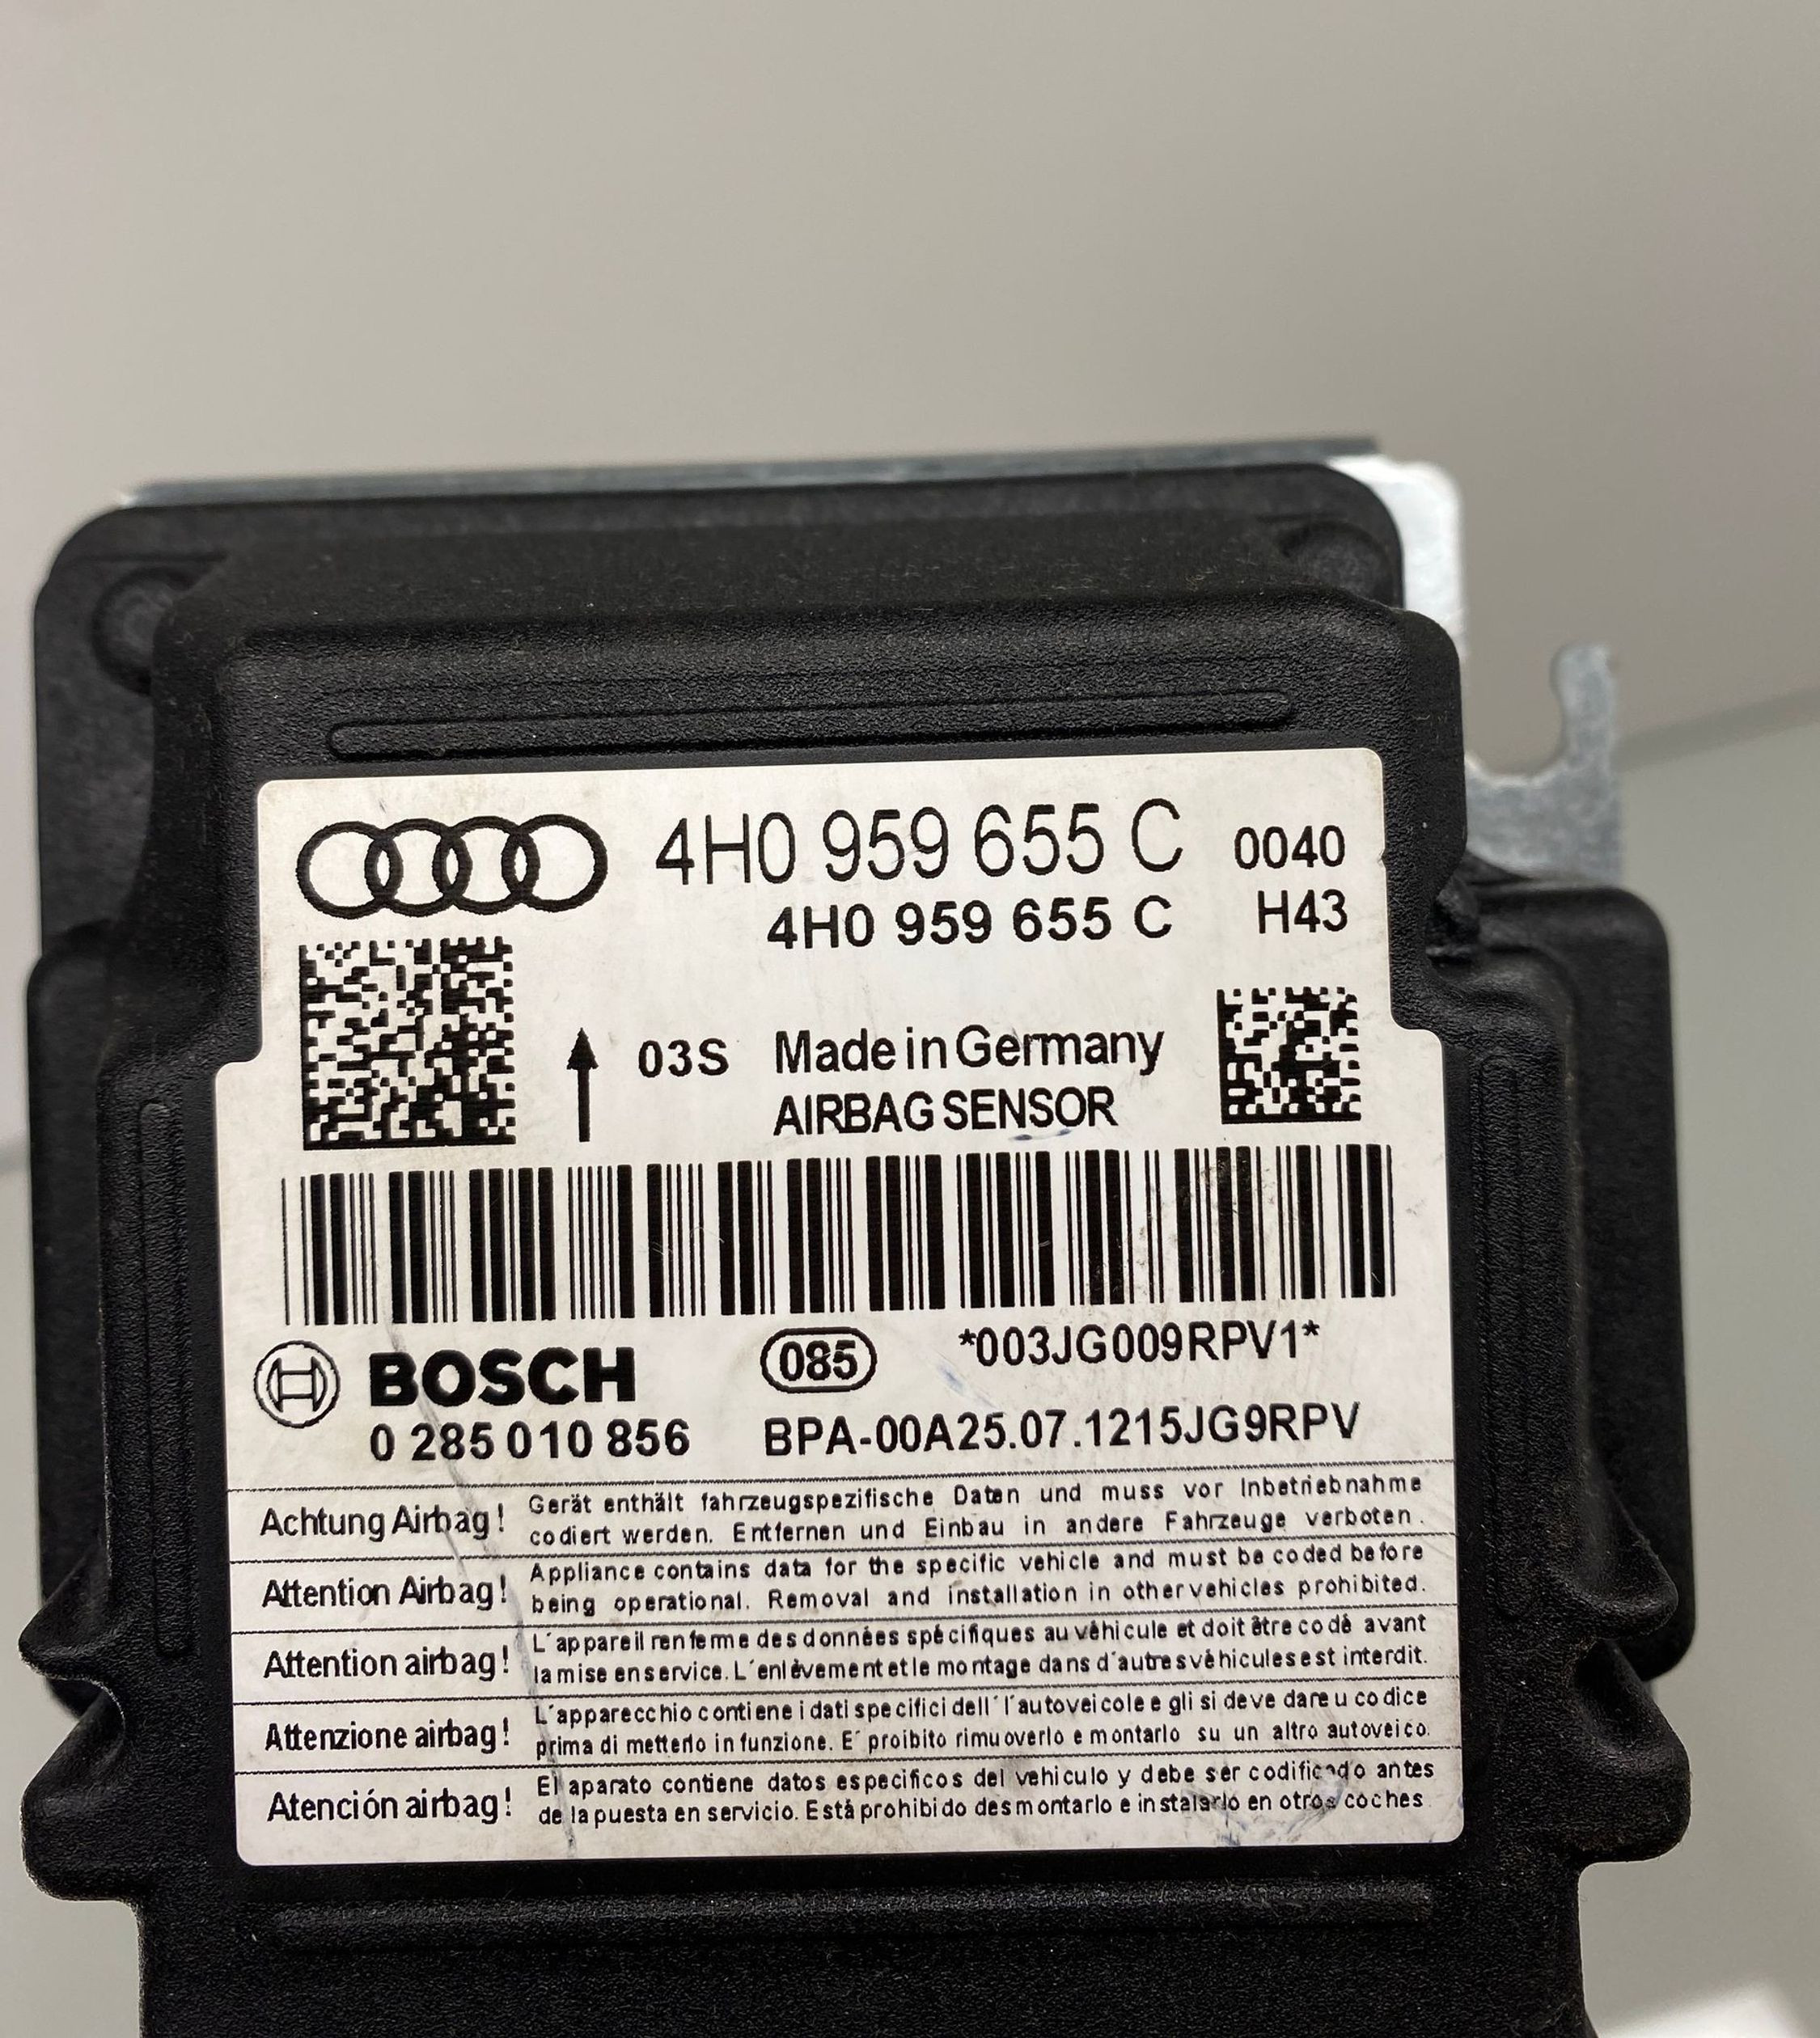 4H0 959 655 C 0040
4H0 959 655 C H43
03S Made in Germany
AIRBAG SENSOR
*003JG009RPV1*
BOSCH 085
0 285 010 856 BPA-00A25.07.1215JG9RPV
Achtung Airbag! Gerät enthält fahrzeugspezifische Daten und muss vor Inbetriebnahme
codiert werden. Entfernen und Einbau in andere Fahrzeuge verboten.
Attention Airbag! Appliance contains data for the specific vehicle and must be coded before
being operational. Removal and installation in other vehicles prohibited.
Attention airbag! L´appareil renferme des données spécifiques au véhicule et doit être codé avant
la mise en service. L´enlèvement et le montage dans d´autres véhicules est interdit.
Attenzione airbag! L´apparecchio contiene i dati specifici dell´ l´autoveicolo e gli si deve dare u codice
prima di metterlo in funzione. E´ proibito rimuoverlo e montarlo su un altro autoveico.
Atención airbag! El aparato contiene datos especificos del vehiculo y debe ser codificado antes
de la puesta en servicio. Está prohibido desmontarlo e instalarlo en otros coches